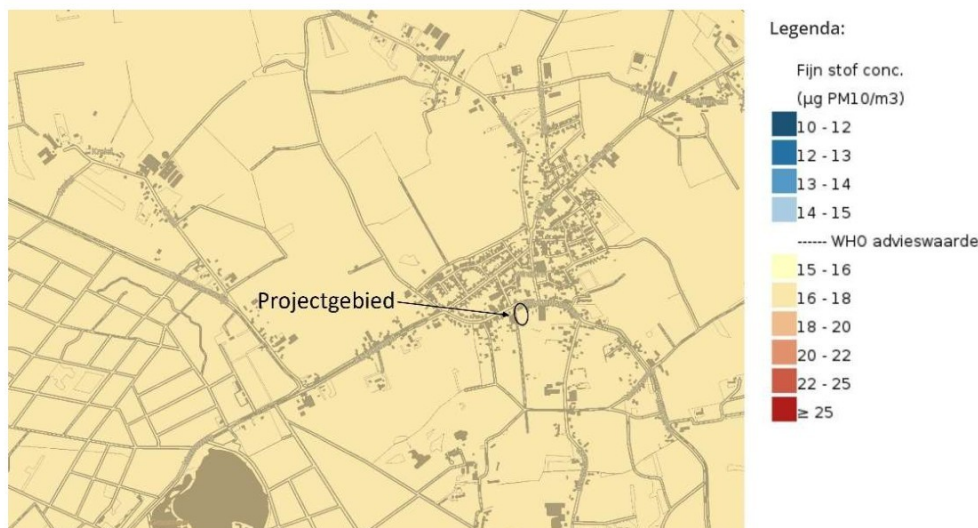 Projectgebied
Legenda:
Fijn stof conc.
(µg PM10/m3)
10 - 12
12 - 13
13 - 14
14 - 15
------ WHO advieswaarde
15 - 16
16 - 18
18 - 20
20 - 22
22 - 25
≥ 25